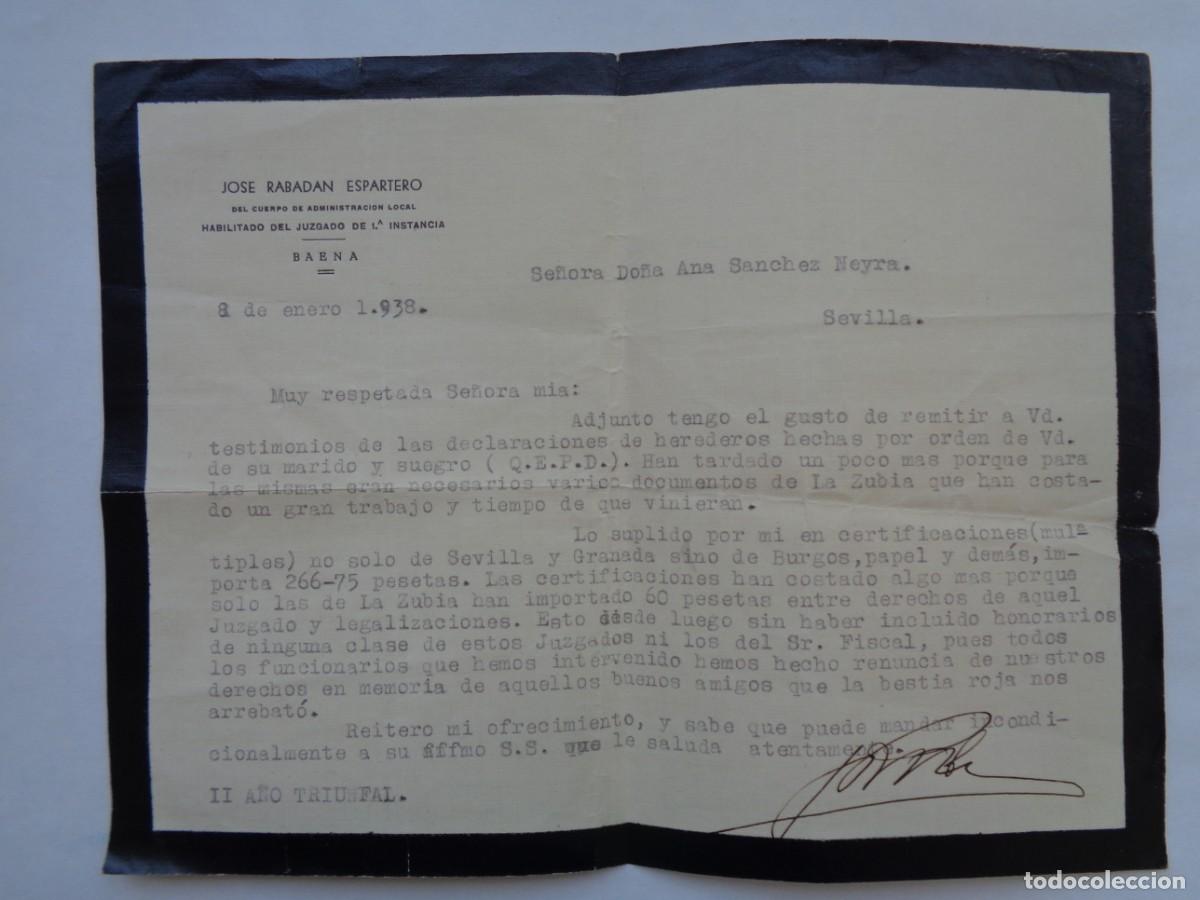 JOSE RABADAN ESPARTERO
DEL CUERPO DE ADMINISTRACION LOCAL
HABILITADO DEL JUZGADO DE 1.ª INSTANCIA
BAENA
Señora Doña Ana Sanchez Neyra.
8 de enero 1.938.
Sevilla.
Muy respetada Señora mia:
Adjunto tengo el gusto de remitir a Vd.
testimonios de las declaraciones de herederos hechas por orden de Vd.
de su marido y suegro ( Q.E.P.D.). Han tardado un poco mas porque para
las mismas eran necesarios varios documentos de La Zubia que han costa-
do un gran trabajo y tiempo de que vinieran.
Lo suplido por mi en certificaciones(mul-
tiples) no solo de Sevilla y Granada sino de Burgos,papel y demás,im-
porta 266-75 pesetas. Las certificaciones han costado algo mas porque
solo las de La Zubia han importado 60 pesetas entre derechos de aquel
Juzgado y legalizaciones. Esto desde luego sin haber incluido honorarios
de ninguna clase de estos Juzgados ni los del Sr. Fiscal, pues todos
los funcionarios que hemos intervenido hemos hecho renuncia de nuestros
derechos en memoria de aquellos buenos amigos que la bestia roja nos
arrebató.
Reitero mi ofrecimiento, y sabe que puede mandar incondi-
cionalmente a su affmo S.S. que le saluda atentamente.
II AÑO TRIUNFAL.
todocoleccion